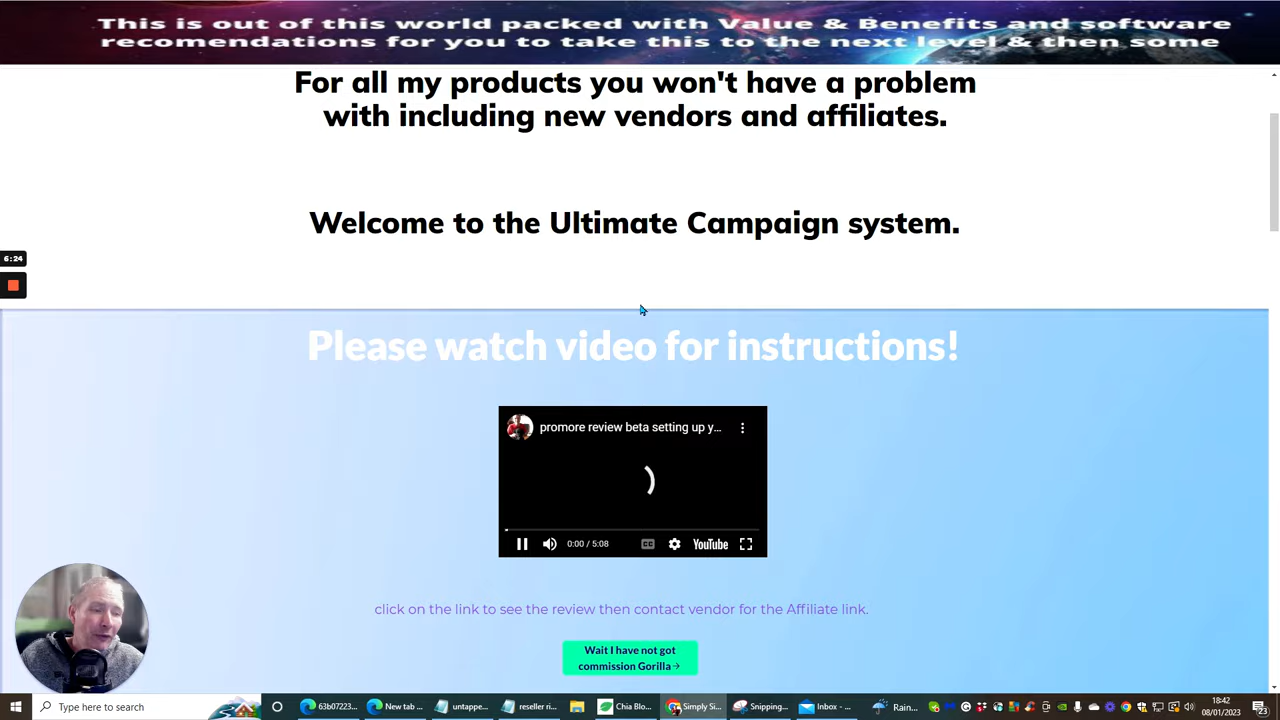 This is out of this world packed with Value & Benefits and software
recomendations for you to take this to the next level & then some
For all my products you won't have a problem
with including new vendors and affiliates.
Welcome to the Ultimate Campaign system.
6:24
Please watch video for instructions!
promore review beta setting up y...
0:00 / 5:08
CC
YouTube
click on the link to see the review then contact vendor for the Affiliate link.
Wait I have not got
commission Gorilla →
Type here to search
63b07223...
New tab ...
untappe...
reseller ri...
Chia Blo...
Simply Si...
Snipping...
Inbox - ...
Rain...
18:42
08/01/2023